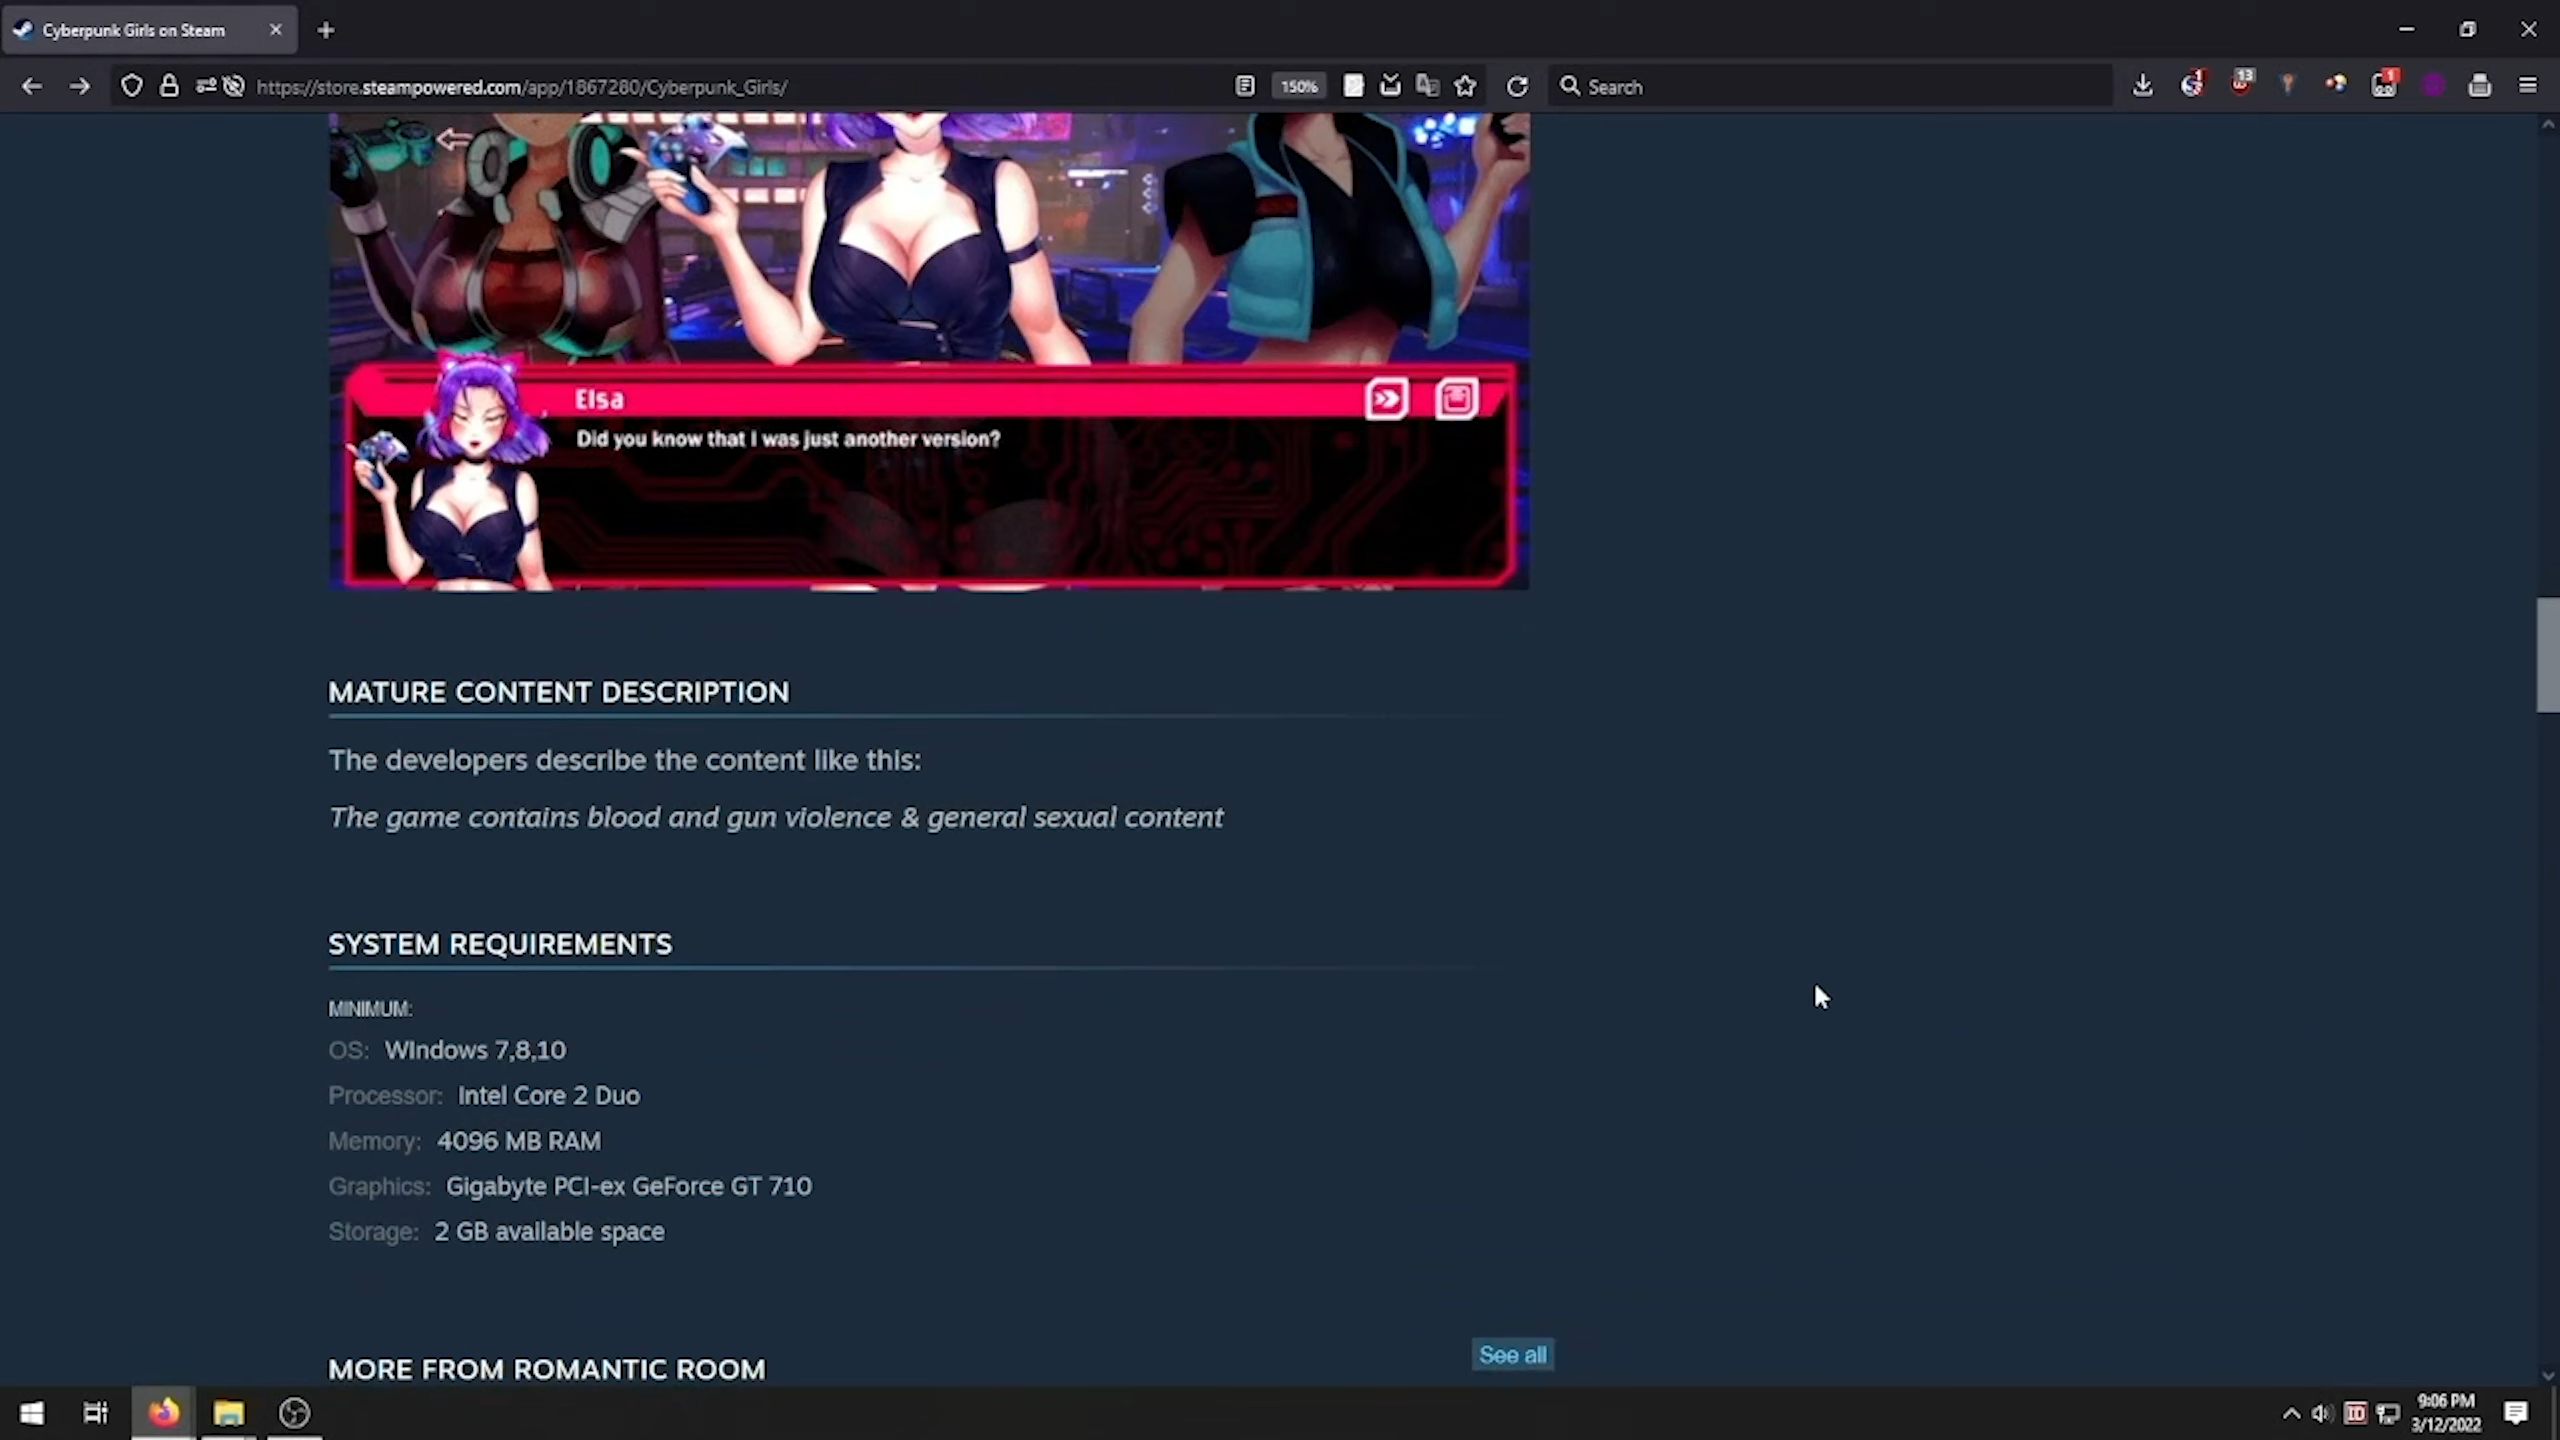 Cyberpunk Girls on Steam
https://store.steampowered.com/app/1867280/Cyberpunk_Girls/
150%
Search
13
1
Elsa
Did you know that I was just another version?
MATURE CONTENT DESCRIPTION
The developers describe the content like this:
The game contains blood and gun violence & general sexual content
SYSTEM REQUIREMENTS
MINIMUM:
OS: WIndows 7,8,10
Processor: Intel Core 2 Duo
Memory: 4096 MB RAM
Graphics: Gigabyte PCI-ex GeForce GT 710
Storage: 2 GB available space
See all
MORE FROM ROMANTIC ROOM
9:06 PM
3/12/2022